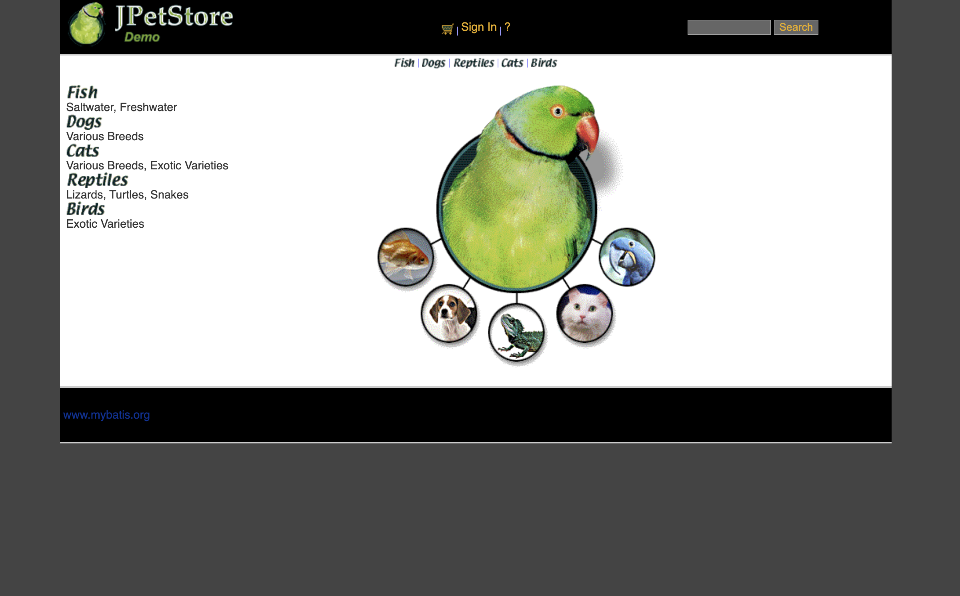 JPetStore
Demo
Sign In
?
Search
Fish | Dogs | Reptiles | Cats | Birds
Fish
Saltwater, Freshwater
Dogs
Various Breeds
Cats
Various Breeds, Exotic Varieties
Reptiles
Lizards, Turtles, Snakes
Birds
Exotic Varieties
www.mybatis.org